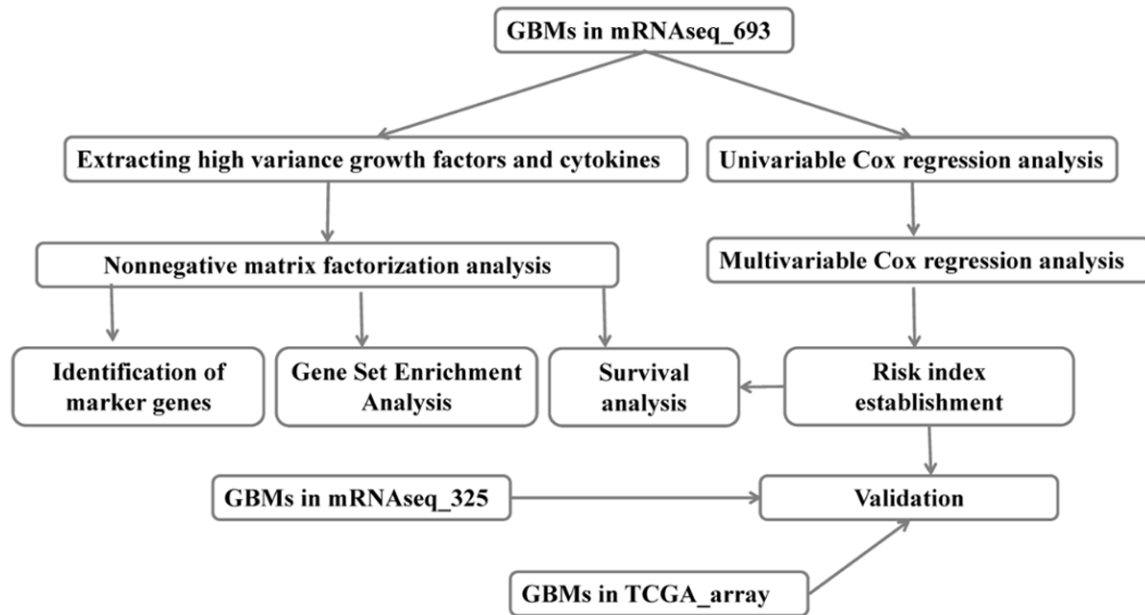 GBMs in mRNAseq_693
Extracting high variance growth factors and cytokines
Univariable Cox regression analysis
Nonnegative matrix factorization analysis
Multivariable Cox regression analysis
Identification of
marker genes
Gene Set Enrichment
Analysis
Survival
analysis
Risk index
establishment
GBMs in mRNAseq_325
Validation
GBMs in TCGA_array